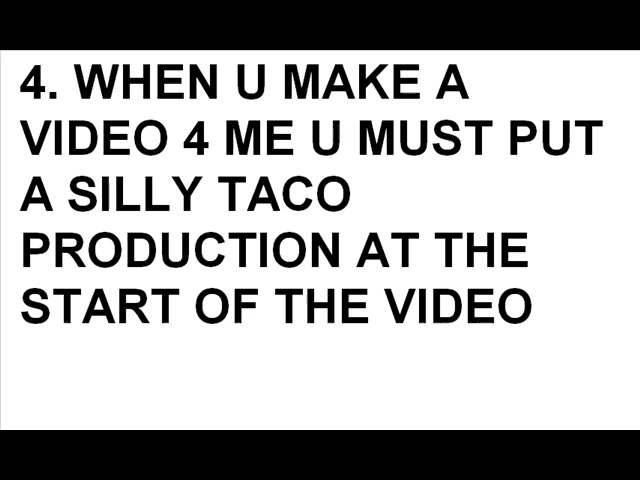 4. WHEN U MAKE A
VIDEO 4 ME U MUST PUT
A SILLY TACO
PRODUCTION AT THE
START OF THE VIDEO